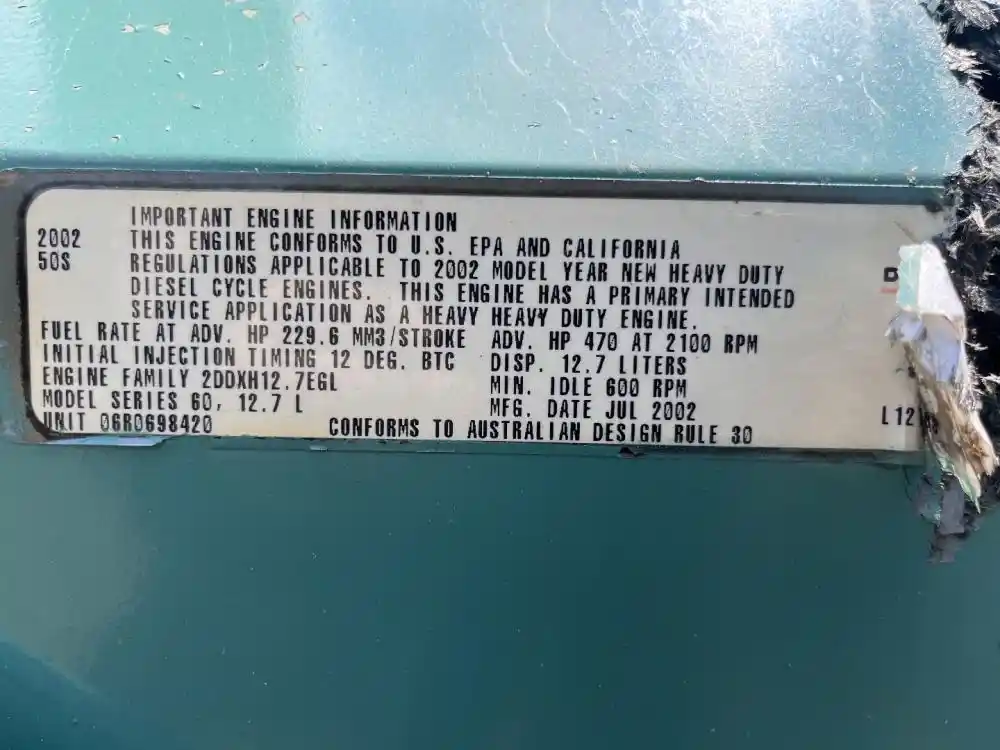 IMPORTANT ENGINE INFORMATION
2002 THIS ENGINE CONFORMS TO U.S. EPA AND CALIFORNIA
50S REGULATIONS APPLICABLE TO 2002 MODEL YEAR NEW HEAVY DUTY
DIESEL CYCLE ENGINES. THIS ENGINE HAS A PRIMARY INTENDED
SERVICE APPLICATION AS A HEAVY HEAVY DUTY ENGINE.
FUEL RATE AT ADV. HP 229.6 MM3/STROKE ADV. HP 470 AT 2100 RPM
INITIAL INJECTION TIMING 12 DEG. BTC DISP. 12.7 LITERS
ENGINE FAMILY 2DDXH12.7EGL MIN. IDLE 600 RPM
MODEL SERIES 60, 12.7 L MFG. DATE JUL 2002
UNIT 06R0698420 CONFORMS TO AUSTRALIAN DESIGN RULE 30